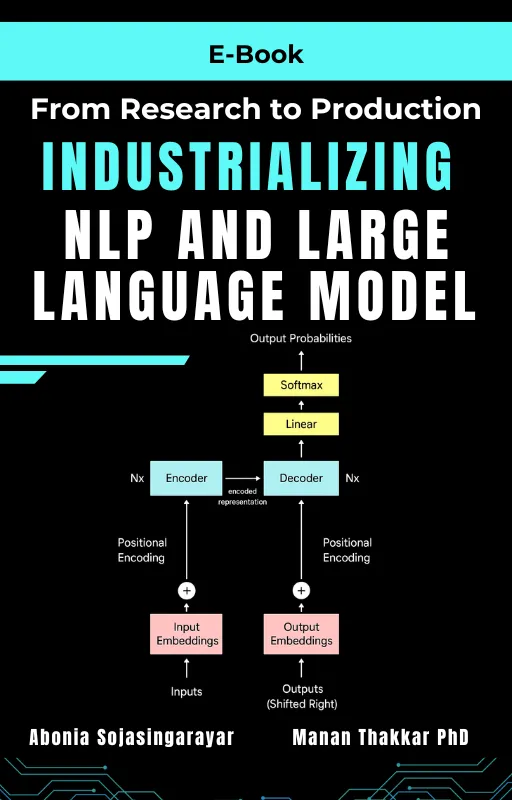 E-Book
From Research to Production
INDUSTRIALIZING
NLP AND LARGE
LANGUAGE MODEL
Output Probabilities
Softmax
Linear
Nx
Encoder
encoded
representation
Decoder
Nx
Positional
Encoding
Positional
Encoding
+
+
Input
Embeddings
Output
Embeddings
Inputs
Outputs
(Shifted Right)
Abonia Sojasingarayar
Manan Thakkar PhD